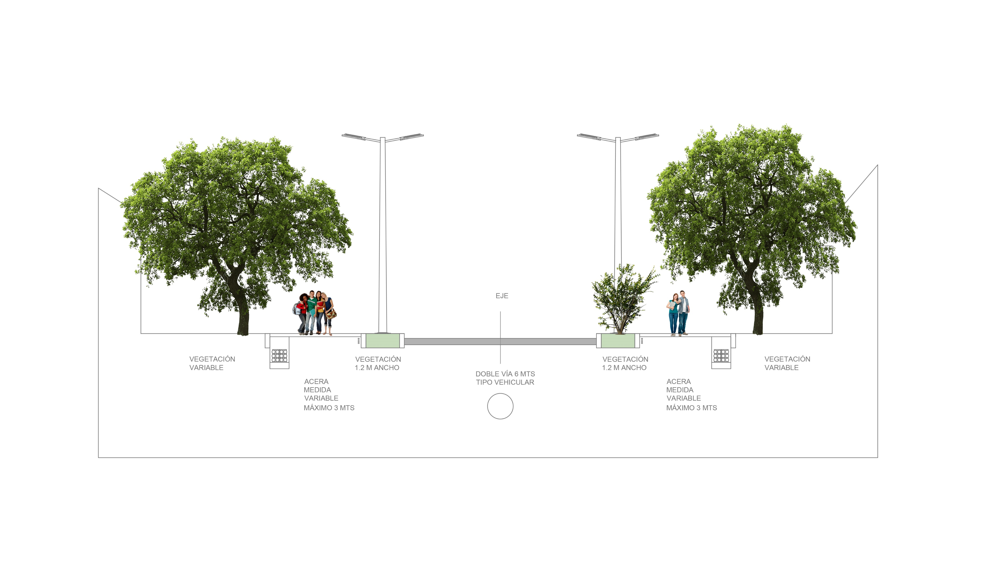 EJE
VEGETACIÓN
VARIABLE
VEGETACIÓN
1.2 M ANCHO
VEGETACIÓN
1.2 M ANCHO
VEGETACIÓN
VARIABLE
DOBLE VÍA 6 MTS
TIPO VEHICULAR
ACERA
MEDIDA
VARIABLE
MÁXIMO 3 MTS
ACERA
MEDIDA
VARIABLE
MÁXIMO 3 MTS